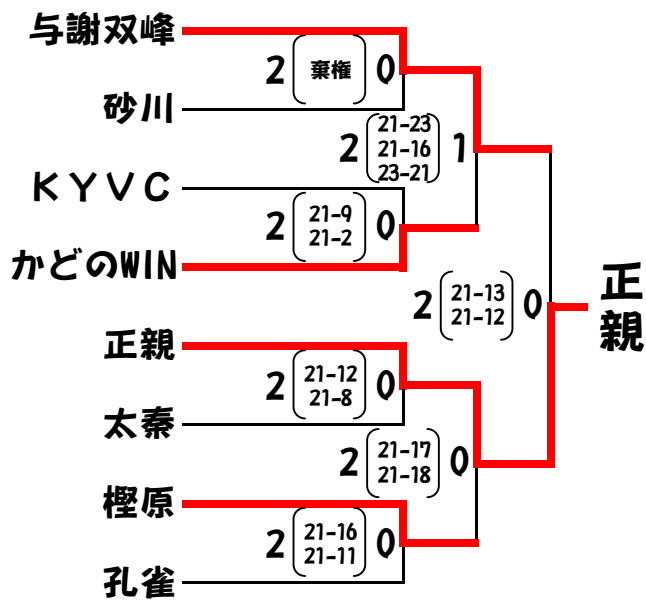 与謝双峰
2 棄権 0
砂川
2 21-23 1
21-16
23-21
KYVC
2 21-9 0
21-2
かどのWIN
2 21-13 0
21-12
正親
正親
2 21-12 0
21-8
太秦
2 21-17 0
21-18
樫原
2 21-16 0
21-11
孔雀